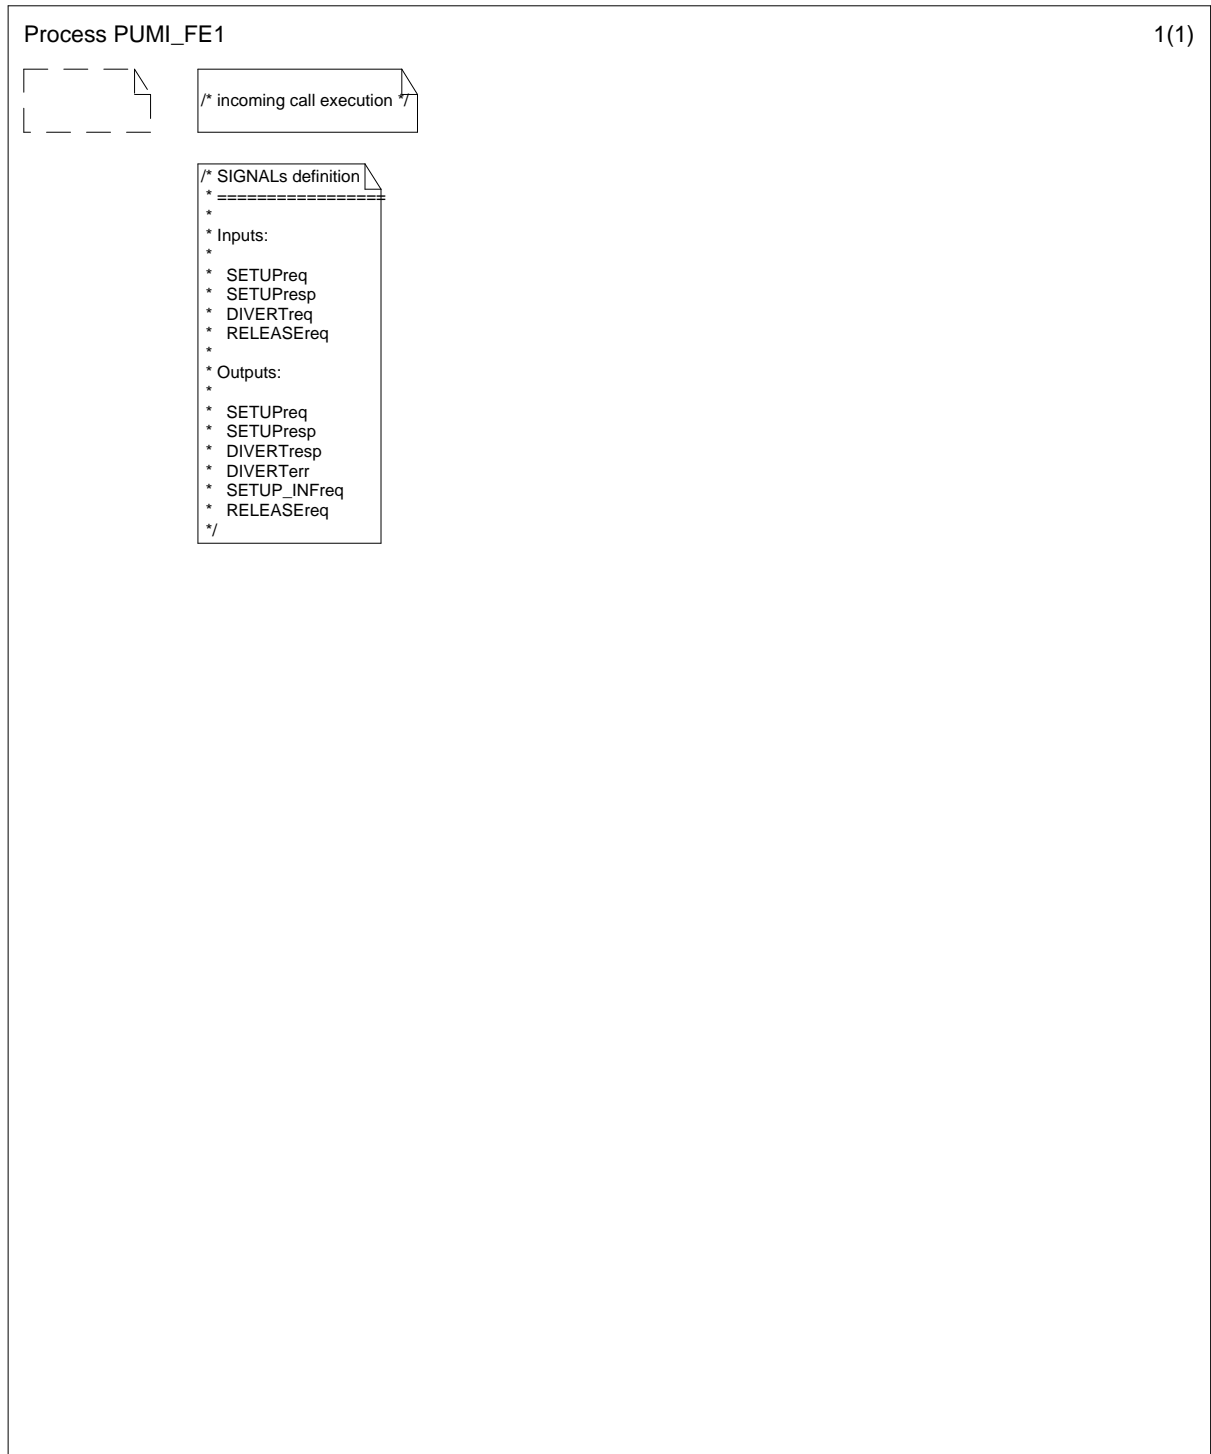 Process PUMI_FE1 1(1)
/* incoming call execution */
/* SIGNALs definition
* =================
*
* Inputs:
*
* SETUPreq
* SETUPresp
* DIVERTreq
* RELEASEreq
*
* Outputs:
*
* SETUPreq
* SETUPresp
* DIVERTresp
* DIVERTerr
* SETUP_INFreq
* RELEASEreq
*/